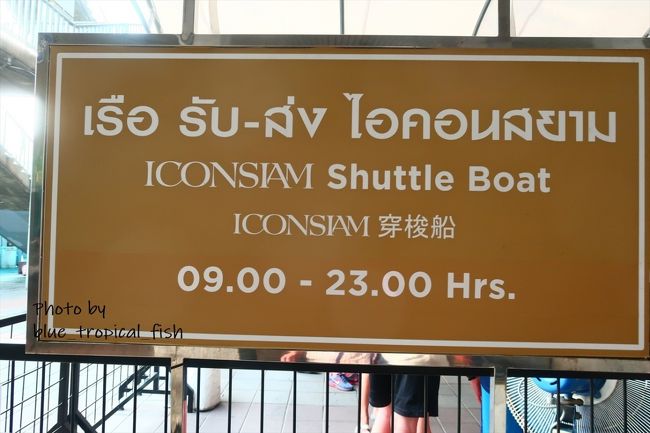 เรือ รับ-ส่ง ไอคอนสยาม
ICONSIAM Shuttle Boat
ICONSIAM 穿梭船
09.00 - 23.00 Hrs.
Photo by
blue_tropical_fish